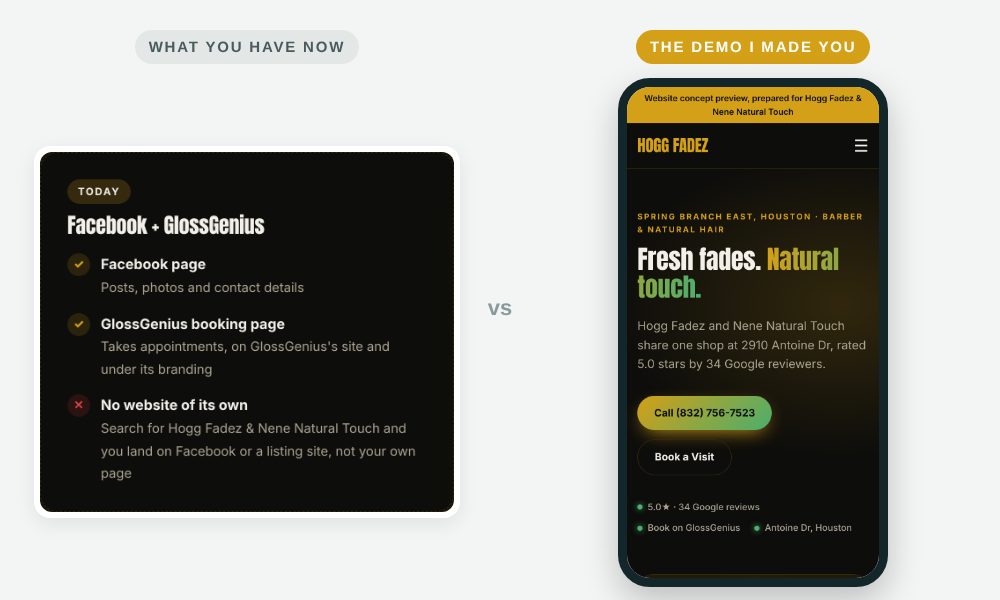 WHAT YOU HAVE NOW
TODAY
Facebook + GlossGenius
Facebook page
Posts, photos and contact details
GlossGenius booking page
Takes appointments, on GlossGenius's site and
under its branding
No website of its own
Search for Hogg Fadez & Nene Natural Touch and
you land on Facebook or a listing site, not your own
page
vs
THE DEMO I MADE YOU
Website concept preview, prepared for Hogg Fadez &
Nene Natural Touch
HOGG FADEZ
SPRING BRANCH EAST, HOUSTON · BARBER
& NATURAL HAIR
Fresh fades. Natural
touch.
Hogg Fadez and Nene Natural Touch
share one shop at 2910 Antoine Dr, rated
5.0 stars by 34 Google reviewers.
Call (832) 756-7523
Book a Visit
5.0★ · 34 Google reviews
Book on GlossGenius
Antoine Dr, Houston